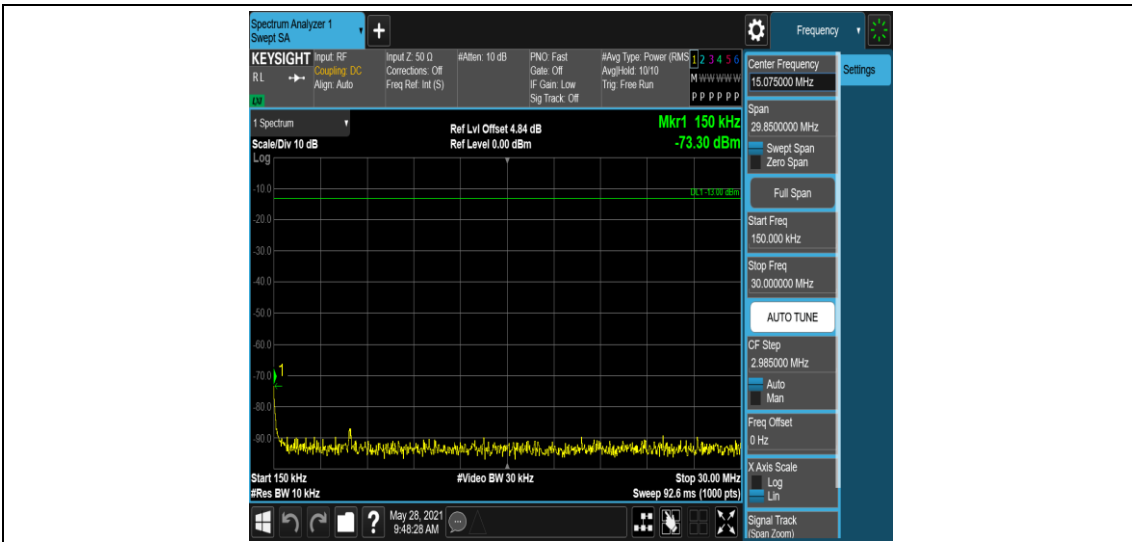 Spectrum Analyzer 1
Swept SA
+
Frequency
KEYSIGHT
RL
LXI
Input: RF
Coupling: DC
Align: Auto
Input Z: 50 Ω
Corrections: Off
Freq Ref: Int (S)
#Atten: 10 dB
PNO: Fast
Gate: Off
IF Gain: Low
Sig Track: Off
#Avg Type: Power (RMS
Avg|Hold: 10/10
Trig: Free Run
1 2 3 4 5 6
M W W W W W
P P P P P P
1 Spectrum
Scale/Div 10 dB
Log
Ref Lvl Offset 4.84 dB
Ref Level 0.00 dBm
Mkr1 150 kHz
-73.30 dBm
DL1 -13.00 dBm
-10.0
-20.0
-30.0
-40.0
-50.0
-60.0
-70.0
1
-80.0
-90.0
Start 150 kHz
#Res BW 10 kHz
#Video BW 30 kHz
Stop 30.00 MHz
Sweep 92.6 ms (1000 pts)
?
May 28, 2021
9:48:28 AM
Center Frequency
15.075000 MHz
Settings
Span
29.8500000 MHz
Swept Span
Zero Span
Full Span
Start Freq
150.000 kHz
Stop Freq
30.000000 MHz
AUTO TUNE
CF Step
2.985000 MHz
Auto
Man
Freq Offset
0 Hz
X Axis Scale
Log
Lin
Signal Track
(Span Zoom)